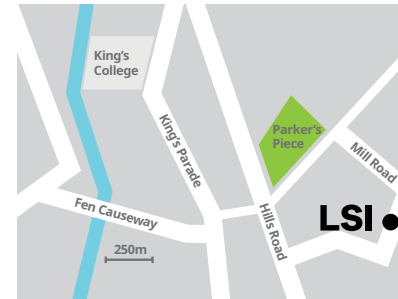 King's
College
King's Parade
Parker's
Piece
Mill Road
Fen Causeway
Hills Road
LSI
250m